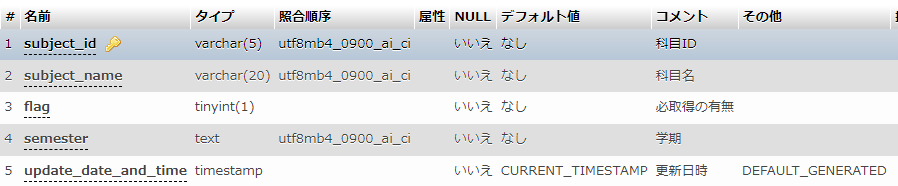 # 名前 タイプ 照合順序 属性 NULL デフォルト値 コメント その他
1 subject_id varchar(5) utf8mb4_0900_ai_ci いいえ なし 科目ID
2 subject_name varchar(20) utf8mb4_0900_ai_ci いいえ なし 科目名
3 flag tinyint(1) いいえ なし 必取得の有無
4 semester text utf8mb4_0900_ai_ci いいえ なし 学期
5 update_date_and_time timestamp いいえ CURRENT_TIMESTAMP 更新日時 DEFAULT_GENERATED